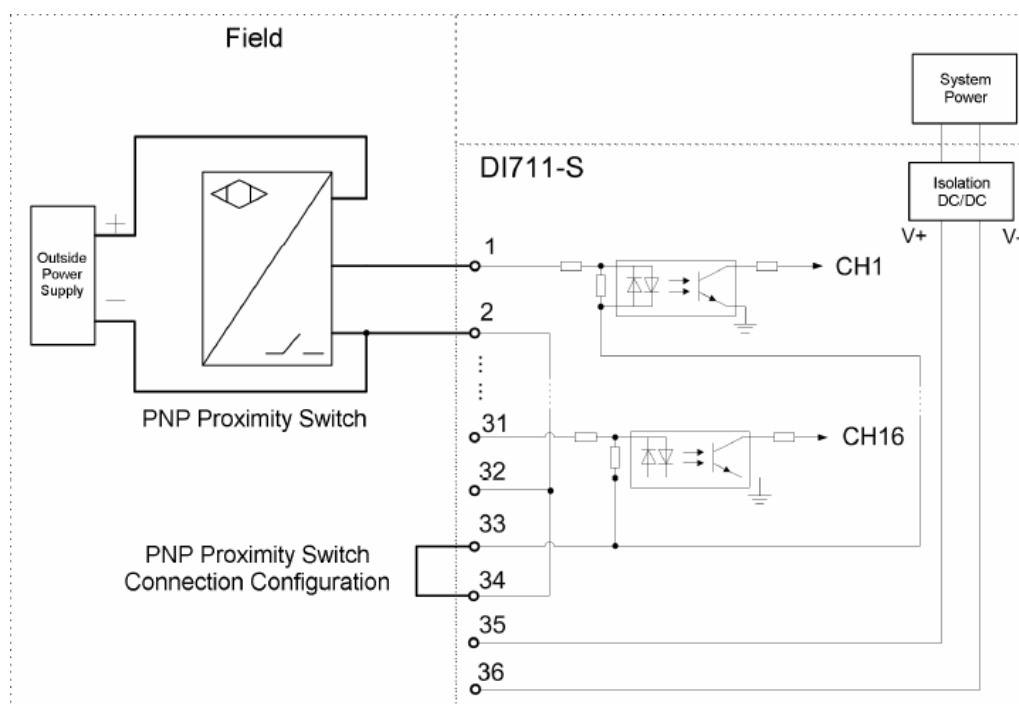 Field
System
Power
DI711-S
Isolation
DC/DC
V+
V-
+
Outside
Power
Supply
—
1
CH1
2
PNP Proximity Switch
31
CH16
32
33
PNP Proximity Switch
Connection Configuration
34
35
36